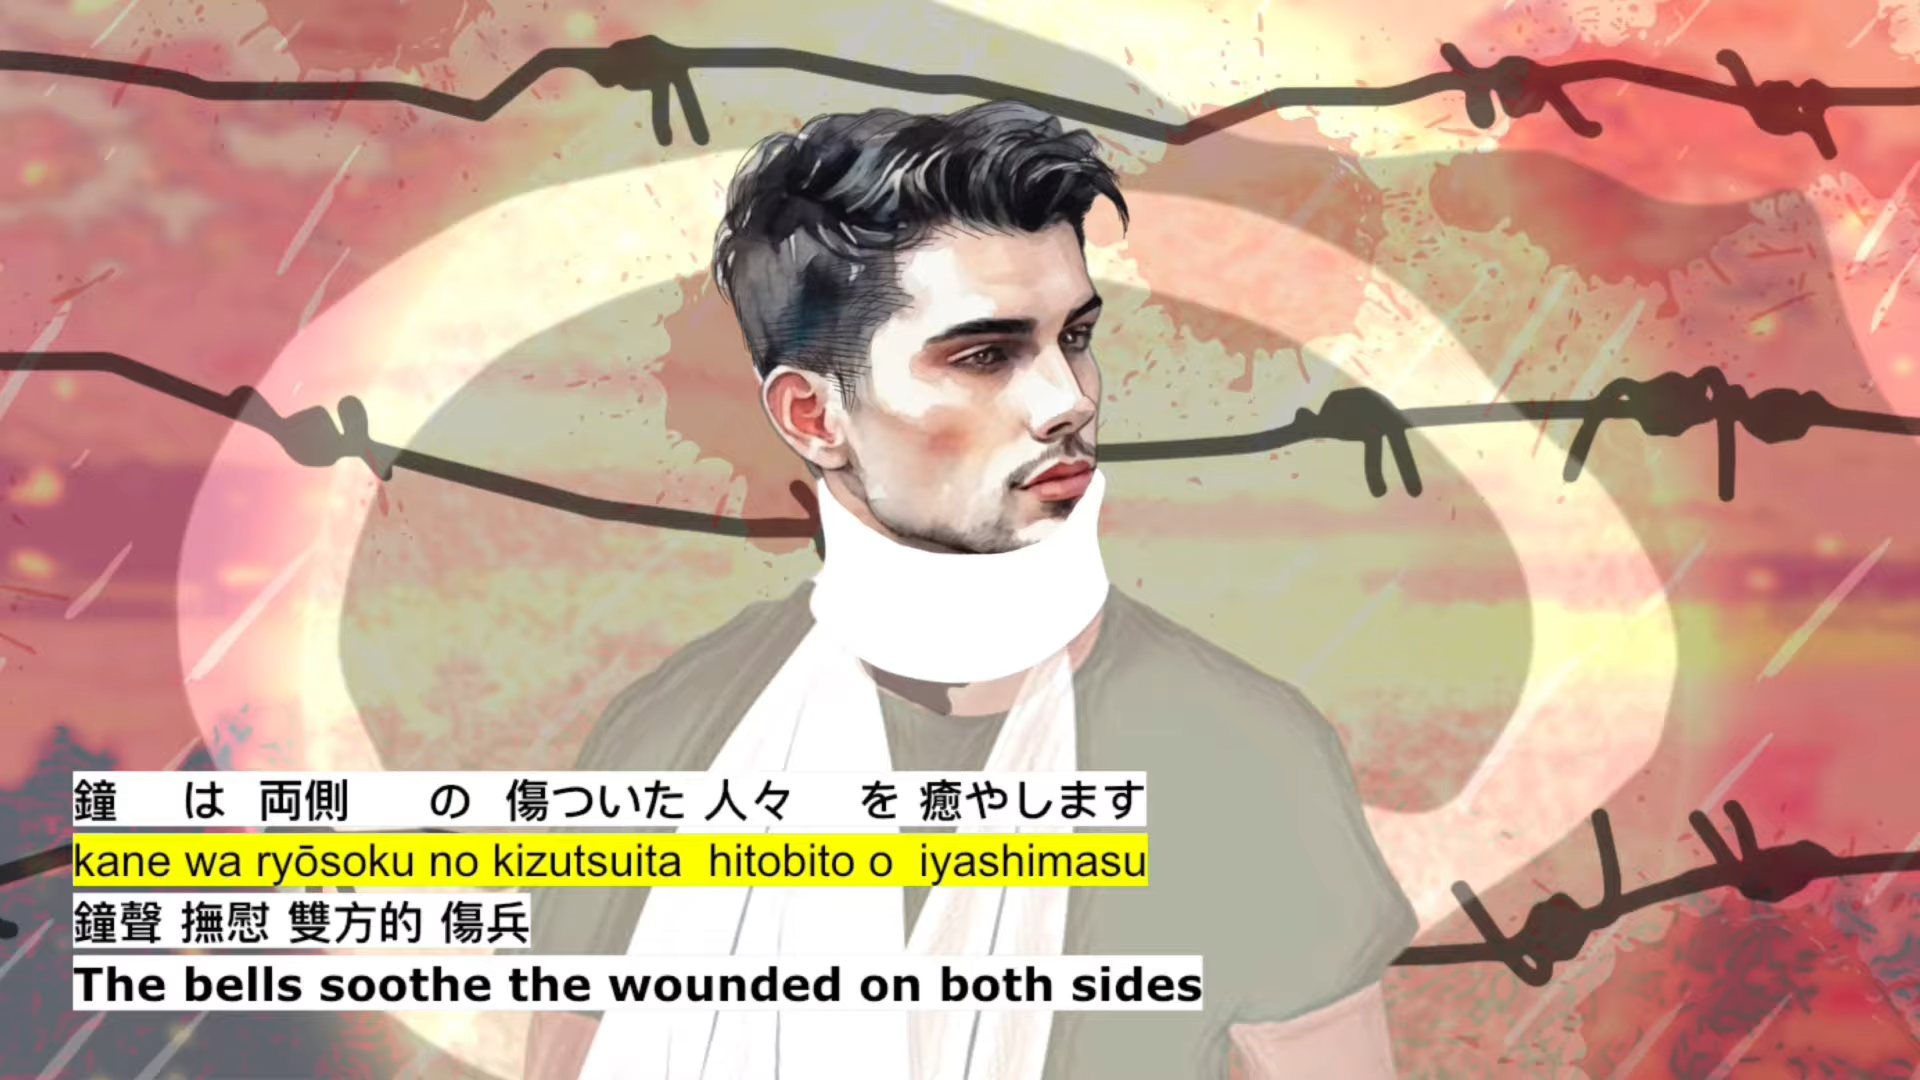 鐘 は 両側 の 傷ついた 人々 を 癒やします
kane wa ryōsoku no kizutsuita hitobito o iyashimasu
鐘聲 撫慰 雙方的 傷兵
The bells soothe the wounded on both sides